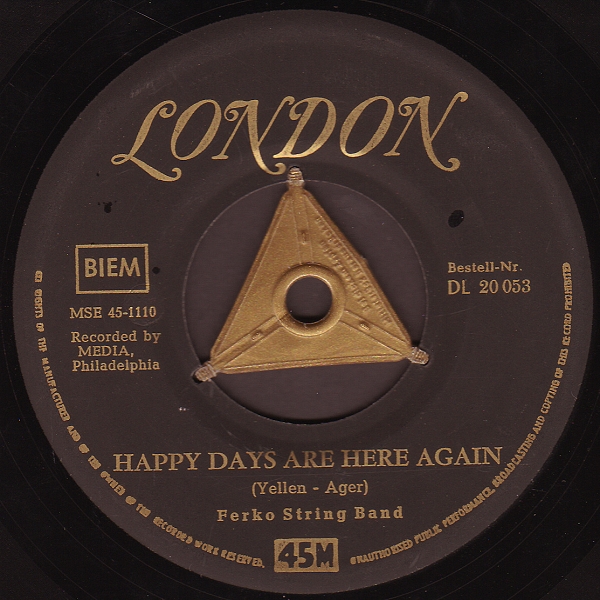 LONDON
BIEM
MSE 45-1110
Recorded by
MEDIA,
Philadelphia
Bestell-Nr.
DL 20 053
HAPPY DAYS ARE HERE AGAIN
(Yellen - Ager)
Ferko String Band
45M
ALL RIGHTS OF THE MANUFACTURER AND OF THE OWNER OF THE RECORDED WORK RESERVED.
UNAUTHORISED PUBLIC PERFORMANCE, BROADCASTING AND COPYING OF THIS RECORD PROHIBITED